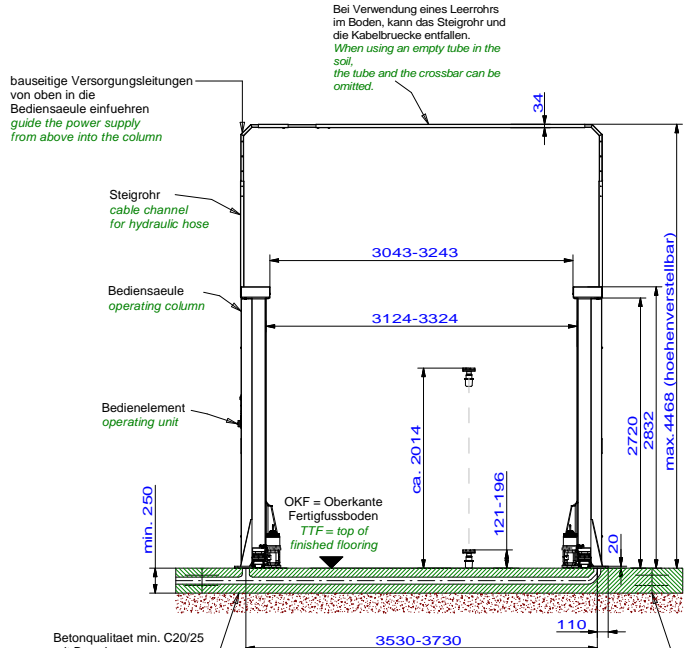 Bei Verwendung eines Leerrohrs
im Boden, kann das Steigrohr und
die Kabelbruecke entfallen.
When using an empty tube in the
soil,
the tube and the crossbar can be
omitted.
bauseitige Versorgungsleitungen
von oben in die
Bediensaeule einfuehren
guide the power supply
from above into the column
34
Steigrohr
cable channel
for hydraulic hose
3043-3243
Bediensaeule
operating column
3124-3324
max.4468 (hoehenverstellbar)
2832
2720
ca. 2014
Bedienelement
operating unit
121-196
min. 250
OKF = Oberkante
Fertigfussboden
TTF = top of
finished flooring
20
110
Betonqualitaet min. C20/25
3530-3730